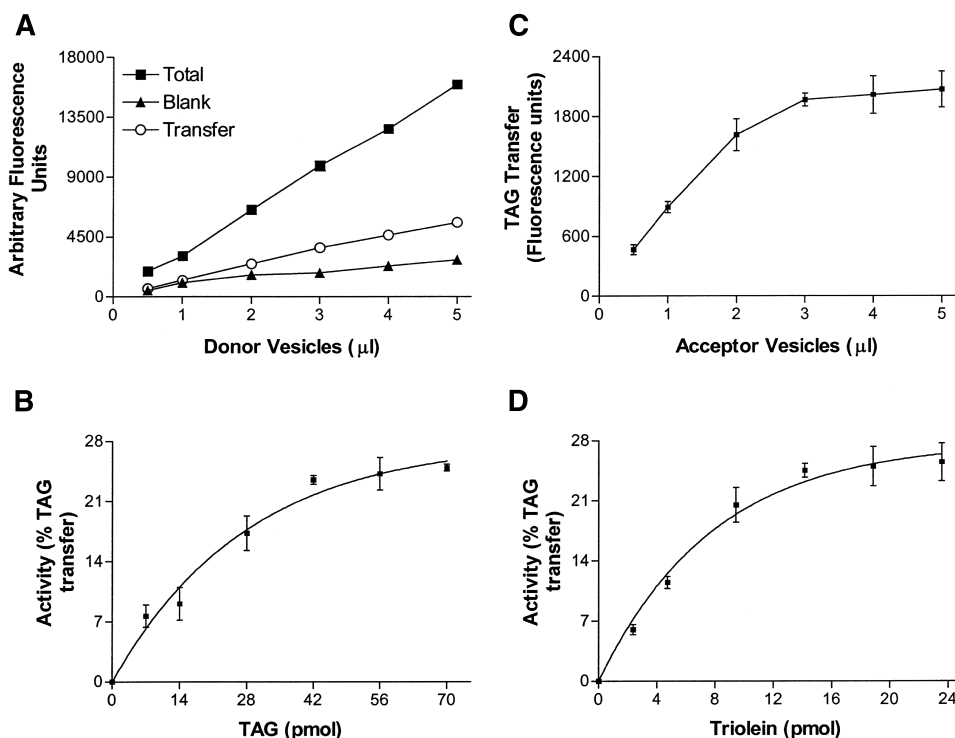 A
18000
13500
9000
4500
0
Arbitrary Fluorescence
Units
Total
Blank
Transfer
0 1 2 3 4 5
Donor Vesicles (μl)
C
2400
1800
1200
600
0
TAG Transfer
(Fluorescence units)
0 1 2 3 4 5
Acceptor Vesicles (μl)
B
28
21
14
7
0
Activity (% TAG
transfer)
0 14 28 42 56 70
TAG (pmol)
D
28
21
14
7
0
Activity (% TAG
transfer)
0 4 8 12 16 20 24
Triolein (pmol)